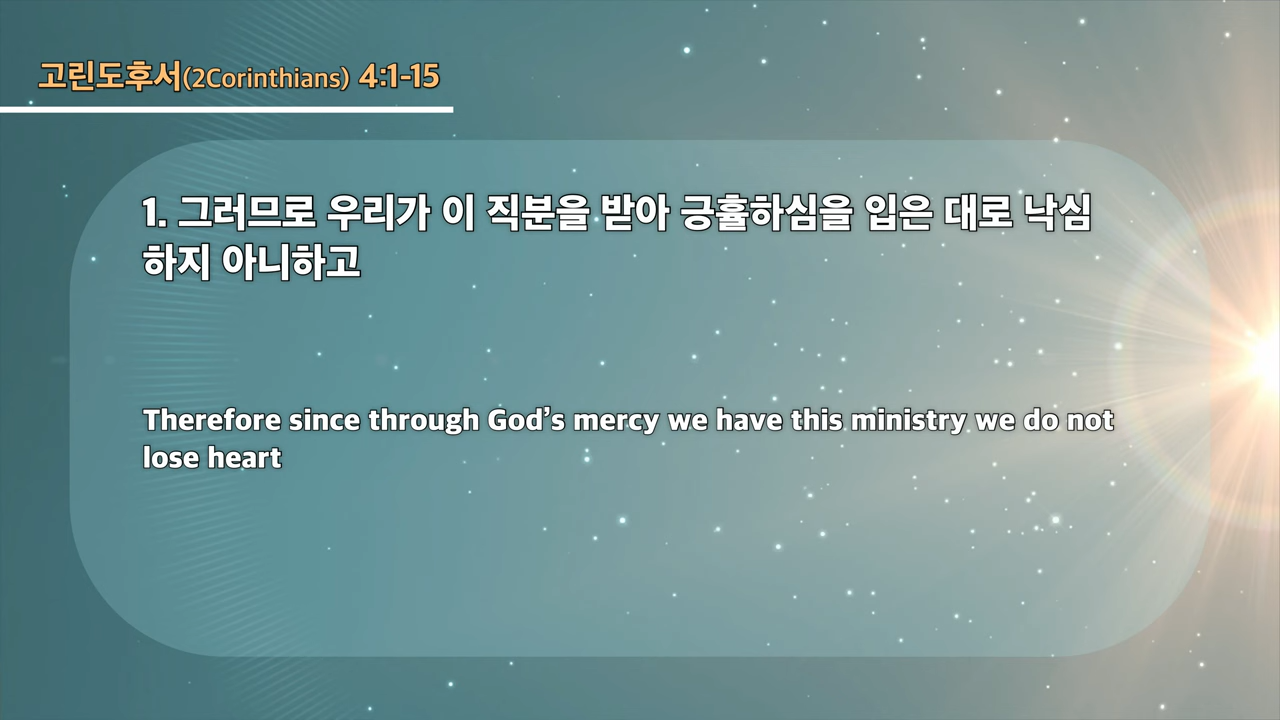 고린도후서(2Corinthians) 4:1-15
1. 그러므로 우리가 이 직분을 받아 긍휼하심을 입은 대로 낙심
하지 아니하고
Therefore since through God’s mercy we have this ministry we do not
lose heart